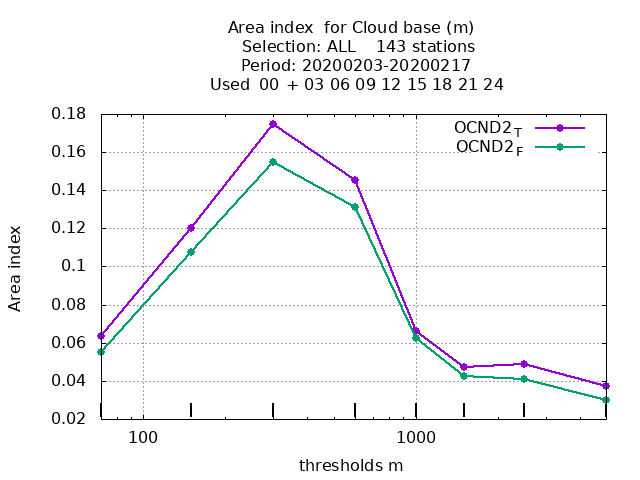 Area index  for Cloud base (m)
Selection: ALL    143 stations
Period: 20200203-20200217
Used  00 + 03 06 09 12 15 18 21 24
OCND2T
OCND2F
0.18
0.16
0.14
0.12
0.1
0.08
0.06
0.04
0.02
Area index
100
1000
thresholds m